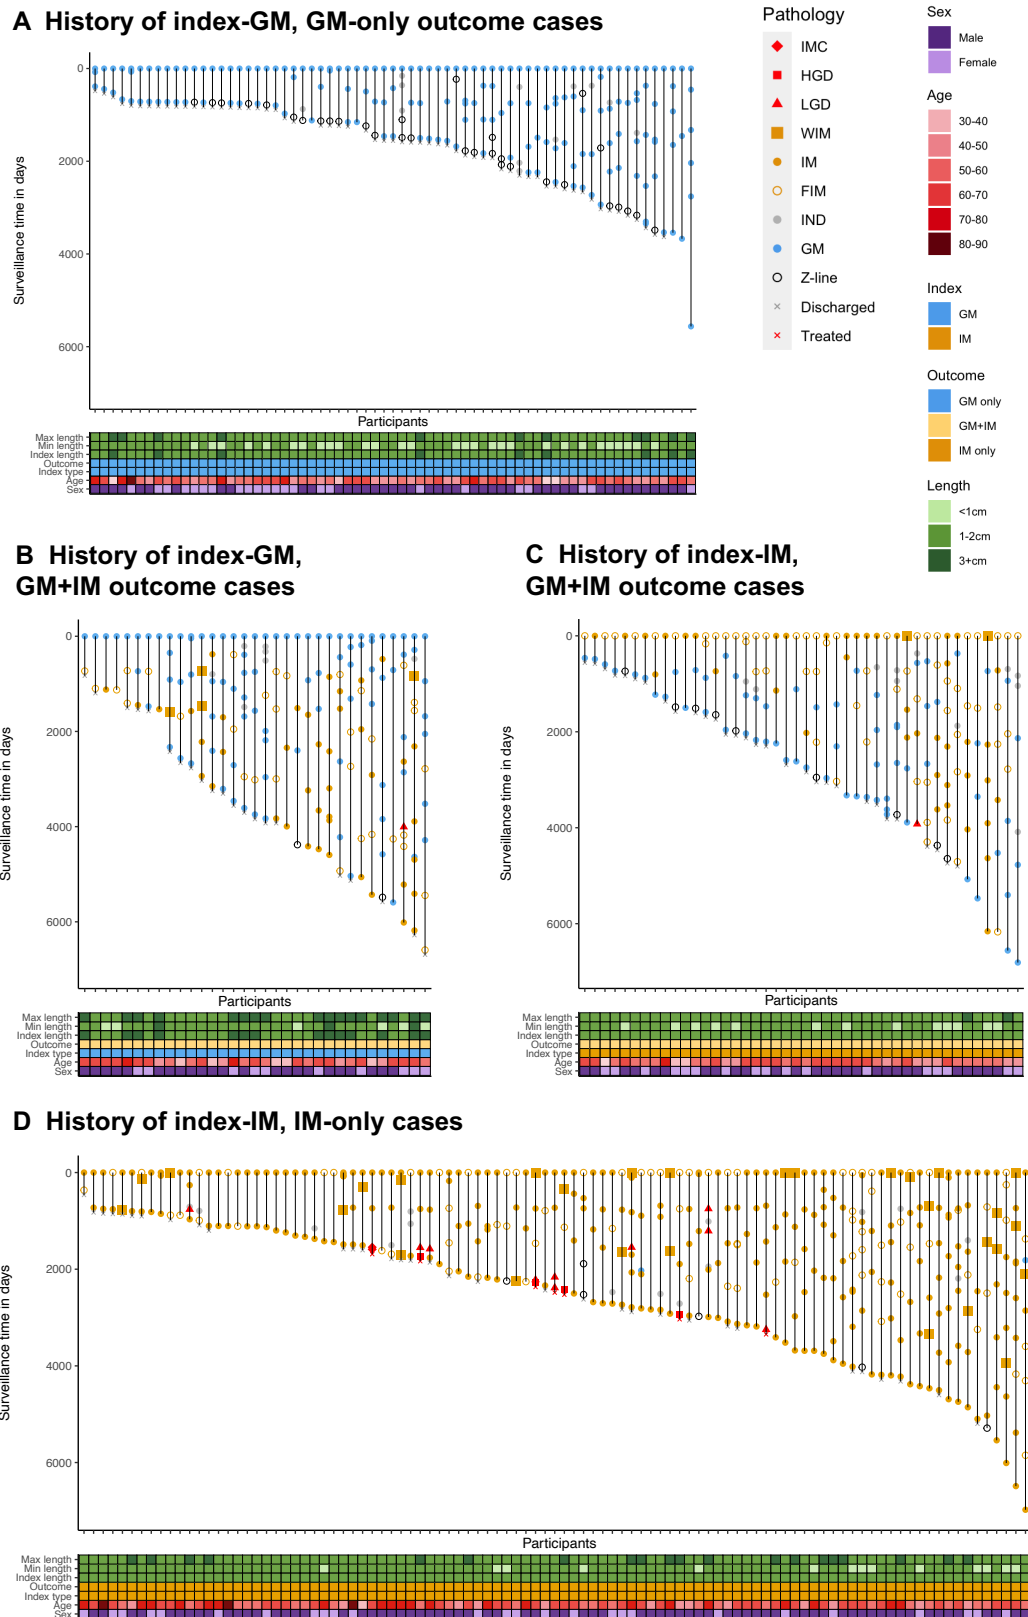 A History of index-GM, GM-only outcome cases
Surveillance time in days
0
2000
4000
6000
Participants
Max length
Min length
Index length
Outcome
Index type
Age
Sex
Pathology
IMC
HGD
LGD
WIM
IM
FIM
IND
GM
Z-line
Discharged
Treated
Sex
Male
Female
Age
30-40
40-50
50-60
60-70
70-80
80-90
Index
GM
IM
Outcome
GM only
GM+IM
IM only
Length
<1cm
1-2cm
3+cm
B History of index-GM,
GM+IM outcome cases
Surveillance time in days
0
2000
4000
6000
Participants
Max length
Min length
Index length
Outcome
Index type
Age
Sex
C History of index-IM,
GM+IM outcome cases
Surveillance time in days
0
2000
4000
6000
Participants
Max length
Min length
Index length
Outcome
Index type
Age
Sex
D History of index-IM, IM-only cases
Surveillance time in days
0
2000
4000
6000
Participants
Max length
Min length
Index length
Outcome
Index type
Age
Sex